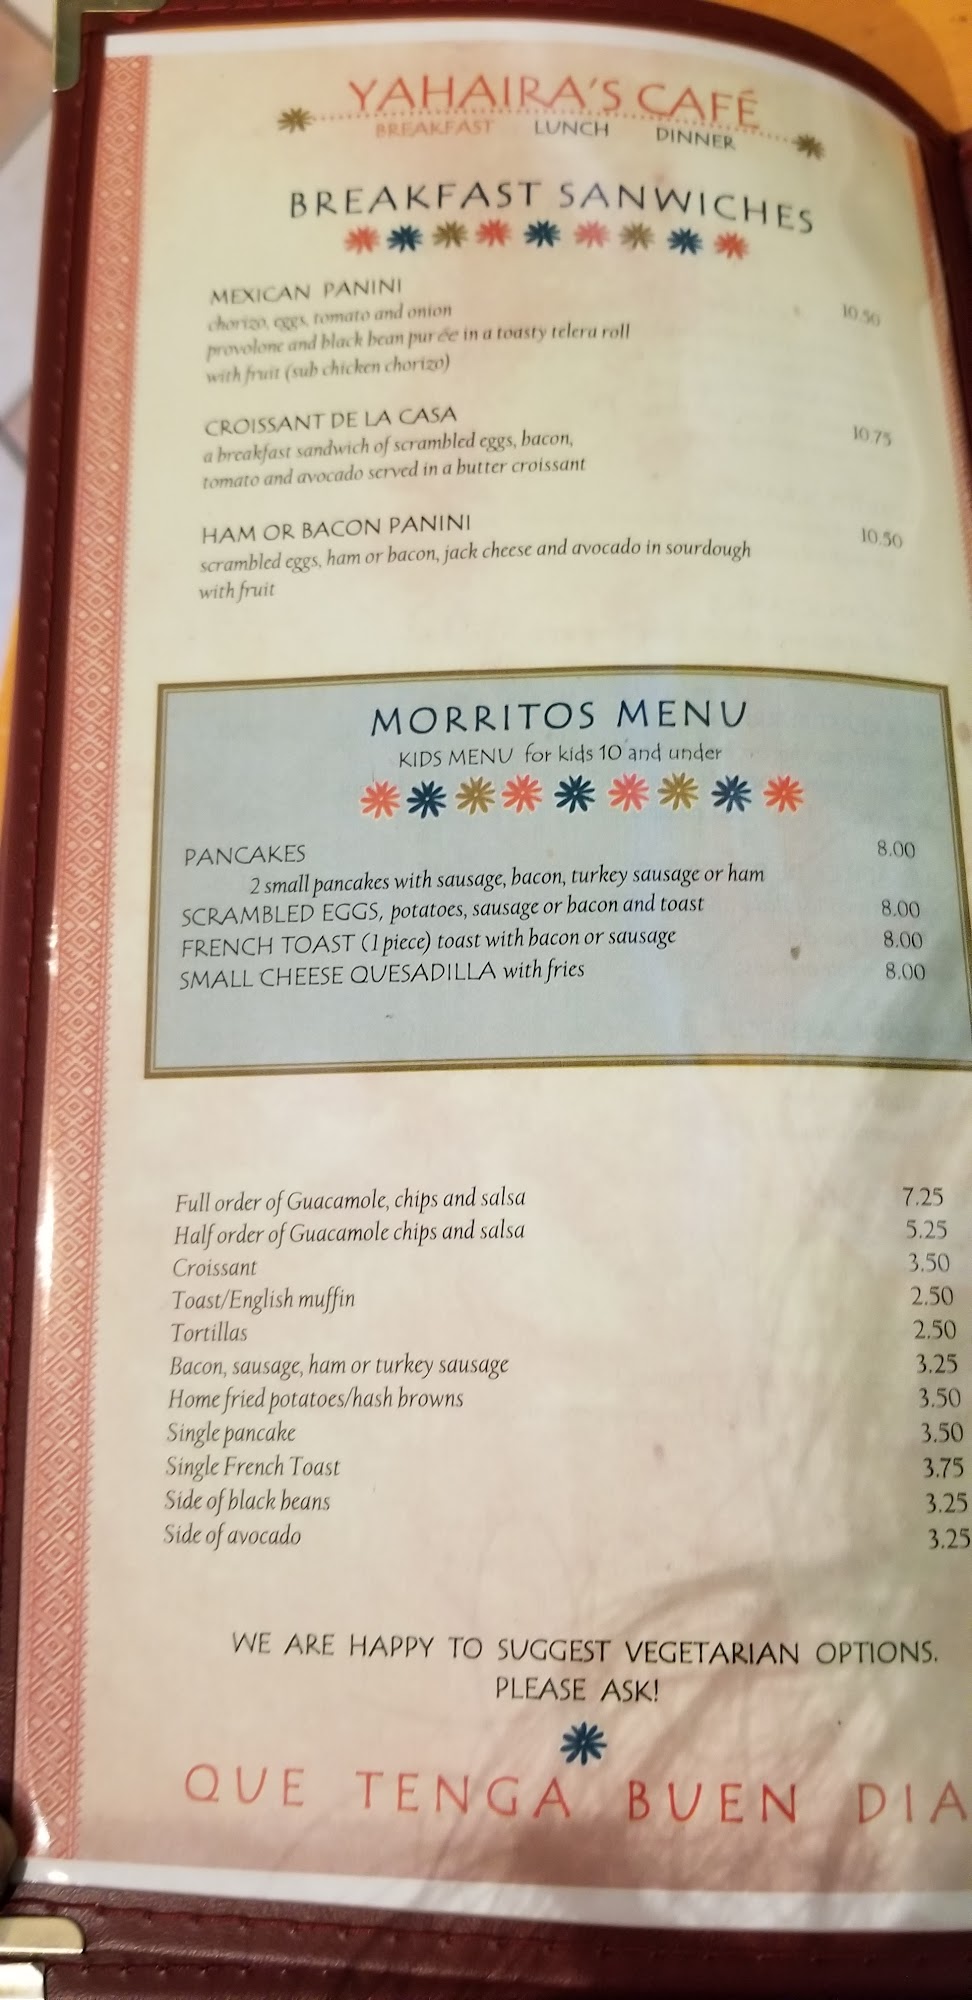 YAHAIRA'S CAFÉ
BREAKFAST LUNCH DINNER
BREAKFAST SANWICHES
MEXICAN PANINI 10.50
chorizo, eggs, tomato and onion
provolone and black bean purée in a toasty telera roll
with fruit (sub chicken chorizo)
CROISSANT DE LA CASA 10.75
a breakfast sandwich of scrambled eggs, bacon,
tomato and avocado served in a butter croissant
HAM OR BACON PANINI 10.50
scrambled eggs, ham or bacon, jack cheese and avocado in sourdough
with fruit
MORRITOS MENU
KIDS MENU for kids 10 and under
PANCAKES 8.00
2 small pancakes with sausage, bacon, turkey sausage or ham
SCRAMBLED EGGS, potatoes, sausage or bacon and toast 8.00
FRENCH TOAST (1 piece) toast with bacon or sausage 8.00
SMALL CHEESE QUESADILLA with fries 8.00
Full order of Guacamole, chips and salsa 7.25
Half order of Guacamole chips and salsa 5.25
Croissant 3.50
Toast/English muffin 2.50
Tortillas 2.50
Bacon, sausage, ham or turkey sausage 3.25
Home fried potatoes/hash browns 3.50
Single pancake 3.50
Single French Toast 3.75
Side of black beans 3.25
Side of avocado 3.25
WE ARE HAPPY TO SUGGEST VEGETARIAN OPTIONS.
PLEASE ASK!
QUE TENGA BUEN DIA